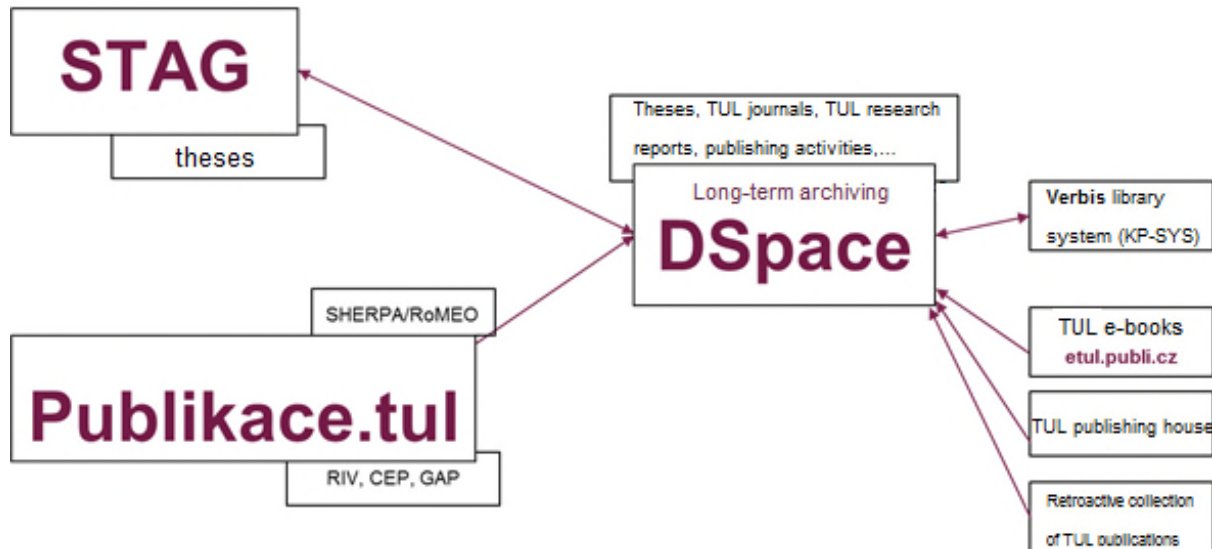 STAG
theses
Theses, TUL journals, TUL research
reports, publishing activities,...
Long-term archiving
DSpace
Verbis library
system (KP-SYS)
SHERPA/RoMEO
Publikace.tul
RIV, CEP, GAP
TUL e-books
etul.publi.cz
TUL publishing house
Retroactive collection
of TUL publications